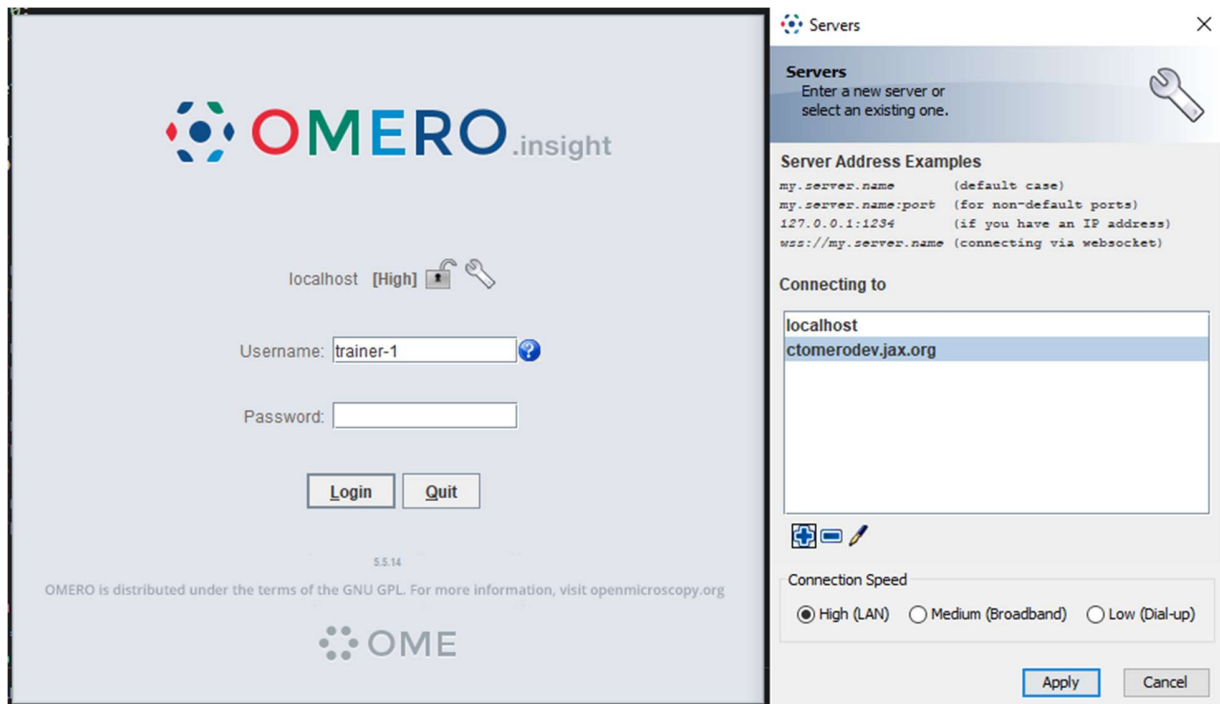 OMERO.insight
localhost [High]
Username: trainer-1
Password:
Login Quit
5.5.14
OMERO is distributed under the terms of the GNU GPL. For more information, visit openmicroscopy.org
OME
Servers
Servers
Enter a new server or
select an existing one.
Server Address Examples
my.server.name (default case)
my.server.name:port (for non-default ports)
127.0.0.1:1234 (if you have an IP address)
wss://my.server.name (connecting via websocket)
Connecting to
localhost
ctomerodev.jax.org
Connection Speed
High (LAN) Medium (Broadband) Low (Dial-up)
Apply Cancel